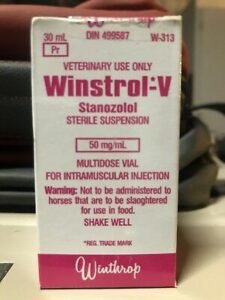 Winthrop
30 mL DIN 499587 W-313
Pr
VETERINARY USE ONLY
Winstrol*-V
Stanozolol
STERILE SUSPENSION
50 mg/mL
MULTIDOSE VIAL
FOR INTRAMUSCULAR INJECTION
Warning: Not to be administered to
horses that are to be slaoghtered
for use in food.
SHAKE WELL
*REG. TRADE MARK
Winthrop